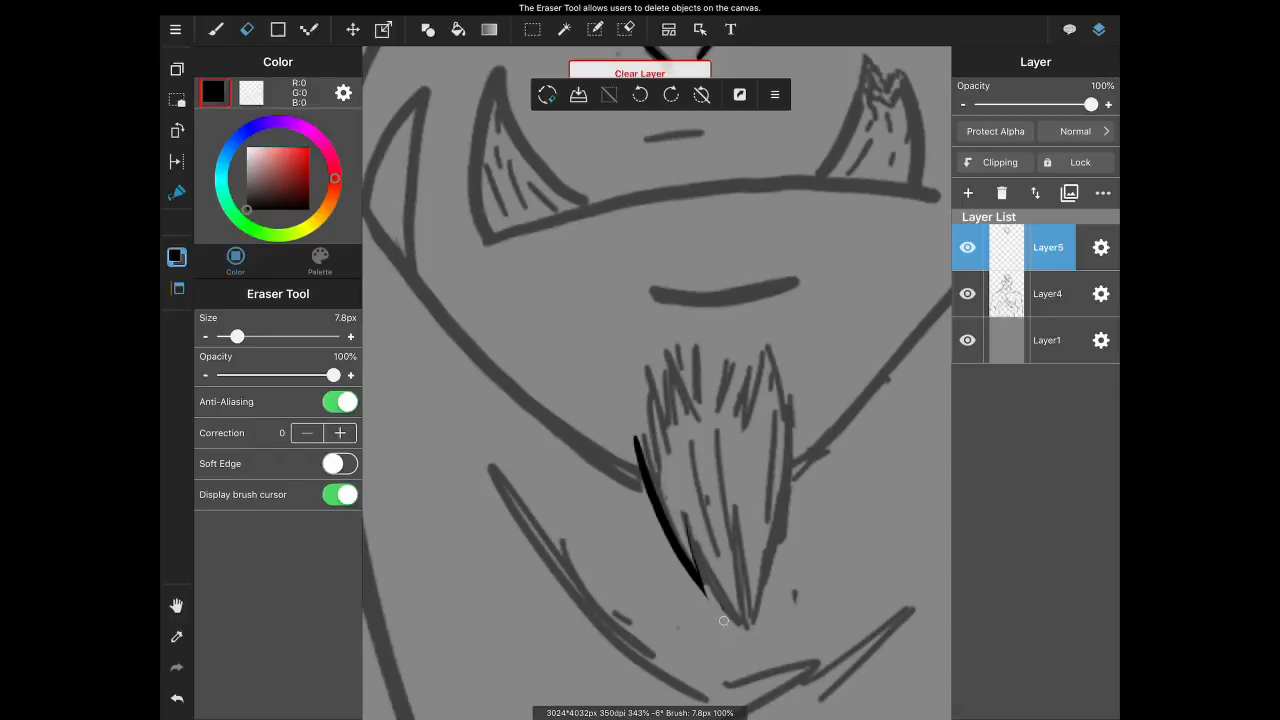 The Eraser Tool allows users to delete objects on the canvas.
Color
R:0
G:0
B:0
Color
Palette
Eraser Tool
Size 7.8px
Opacity 100%
Anti-Aliasing
Correction 0
Soft Edge
Display brush cursor
Clear Layer
3024*4032px 350dpi 343% -6° Brush: 7.8px 100%
Layer
Opacity 100%
Protect Alpha
Normal
Clipping
Lock
Layer List
Layer5
Layer4
Layer1